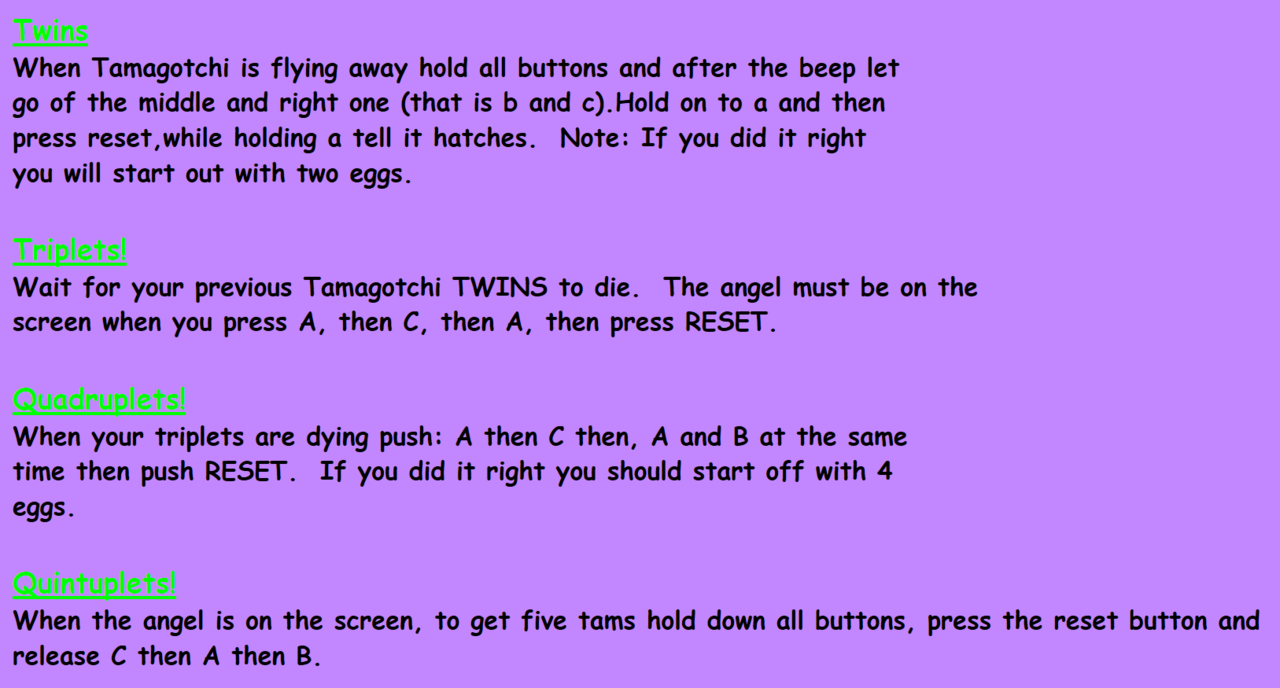 Twins
When Tamagotchi is flying away hold all buttons and after the beep let
go of the middle and right one (that is b and c).Hold on to a and then
press reset,while holding a tell it hatches.  Note: If you did it right
you will start out with two eggs.
Triplets!
Wait for your previous Tamagotchi TWINS to die.  The angel must be on the
screen when you press A, then C, then A, then press RESET.
Quadruplets!
When your triplets are dying push: A then C then, A and B at the same
time then push RESET.  If you did it right you should start off with 4
eggs.
Quintuplets!
When the angel is on the screen, to get five tams hold down all buttons, press the reset button and
release C then A then B.